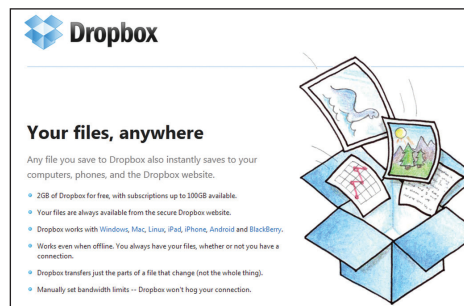 Dropbox
Your files, anywhere
Any file you save to Dropbox also instantly saves to your
computers, phones, and the Dropbox website.
2GB of Dropbox for free, with subscriptions up to 100GB available.
Your files are always available from the secure Dropbox website.
Dropbox works with Windows, Mac, Linux, iPad, iPhone, Android and BlackBerry.
Works even when offline. You always have your files, whether or not you have a
connection.
Dropbox transfers just the parts of a file that change (not the whole thing).
Manually set bandwidth limits -- Dropbox won't hog your connection.